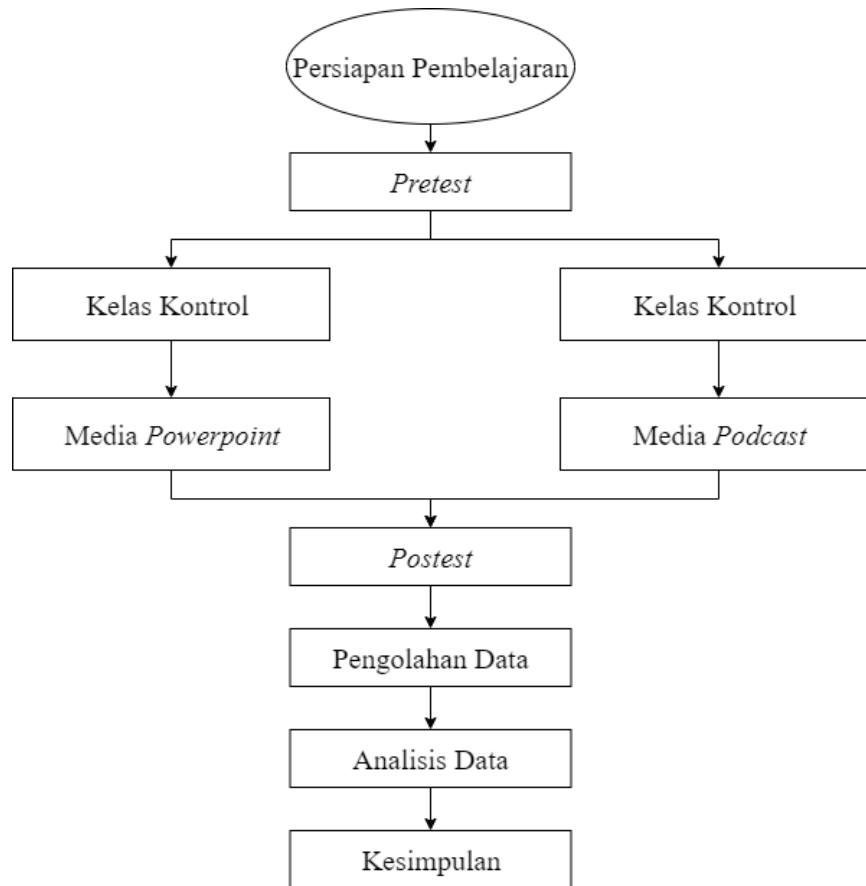 Persiapan Pembelajaran
Pretest
Kelas Kontrol
Kelas Kontrol
Media Powerpoint
Media Podcast
Postest
Pengolahan Data
Analisis Data
Kesimpulan